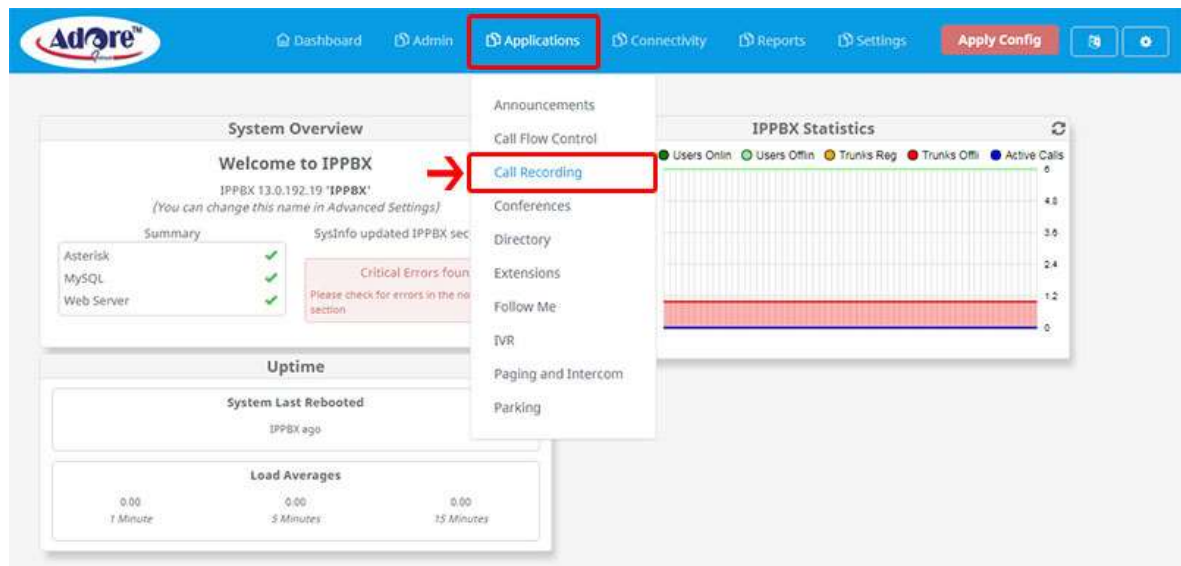 Adore™
Dashboard
Admin
Applications
Connectivity
Reports
Settings
Apply Config
Announcements
Call Flow Control
Call Recording
Conferences
Directory
Extensions
Follow Me
IVR
Paging and Intercom
Parking
System Overview
Welcome to IPPBX
IPPBX 13.0.192.19 'IPPBX'
(You can change this name in Advanced Settings)
Summary
SysInfo updated IPPBX sec
Asterisk
MySQL
Web Server
Critical Errors foun
Please check for errors in the no
section
IPPBX Statistics
Users Onlin
Users Offlin
Trunks Reg
Trunks Offli
Active Calls
6
4.8
3.6
2.4
1.2
0
Uptime
System Last Rebooted
IPPBX ago
Load Averages
0.00 0.00 0.00
1 Minute 5 Minutes 15 Minutes